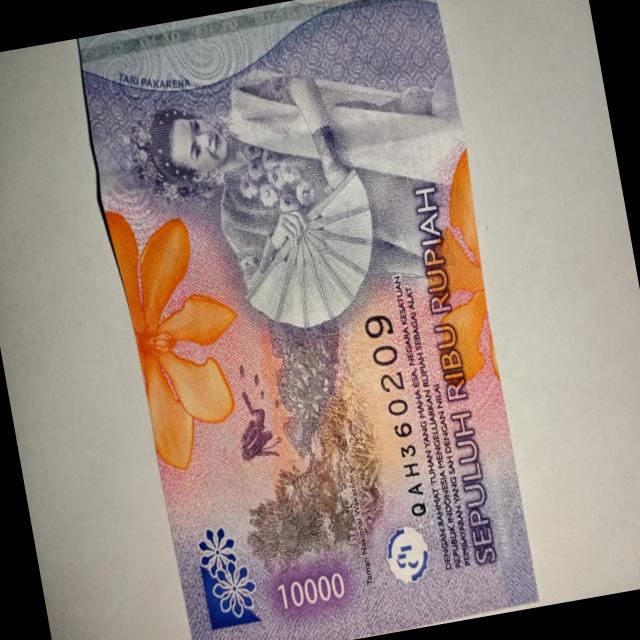 TARI PAKARENA
QAH360209
DENGAN RAHMAT TUHAN YANG MAHA ESA, NEGARA KESATUAN
REPUBLIK INDONESIA MENGELUARKAN RUPIAH SEBAGAI ALAT
PEMBAYARAN YANG SAH DENGAN NILAI
SEPULUH RIBU RUPIAH
Taman Nasional Wakatobi
10000